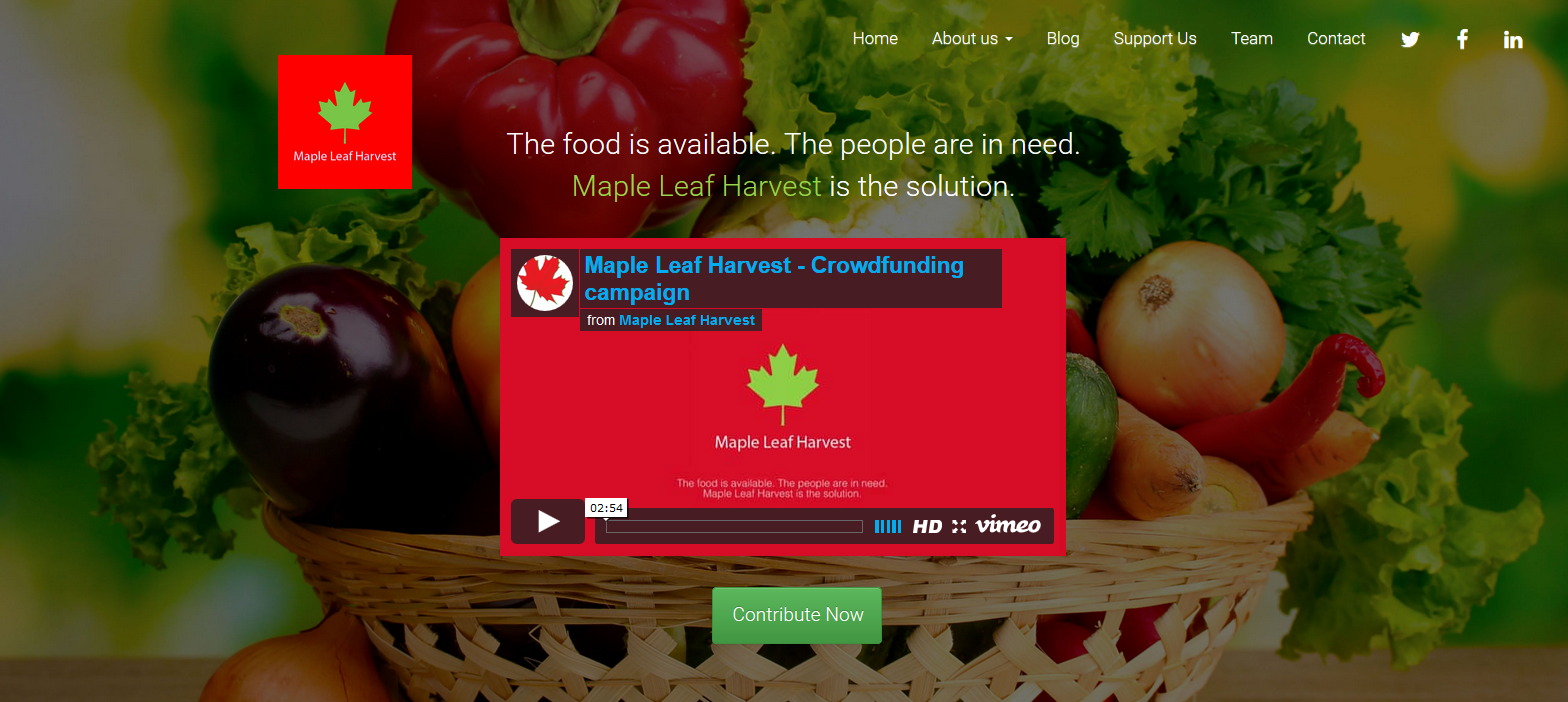 Home About us Blog Support Us Team Contact
Maple Leaf Harvest
The food is available. The people are in need.
Maple Leaf Harvest is the solution.
Maple Leaf Harvest - Crowdfunding
campaign
from Maple Leaf Harvest
Maple Leaf Harvest
The food is available. The people are in need.
Maple Leaf Harvest is the solution.
02:54
HD vimeo
Contribute Now